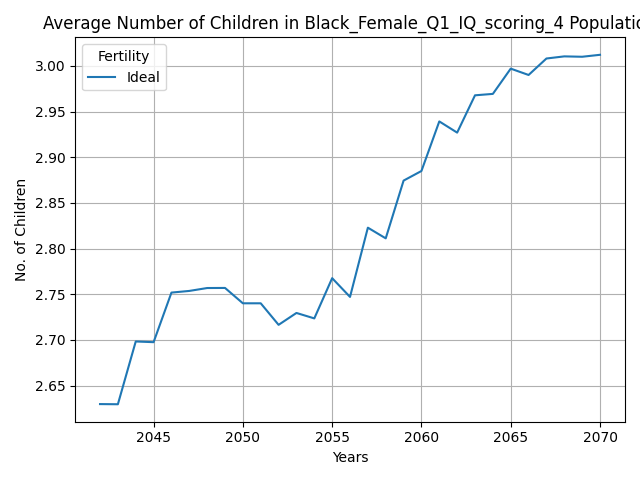 Average Number of Children in Black_Female_Q1_IQ_scoring_4 Populatio
Fertility
Ideal
No. of Children
3.00
2.95
2.90
2.85
2.80
2.75
2.70
2.65
2045 2050 2055 2060 2065 2070
Years